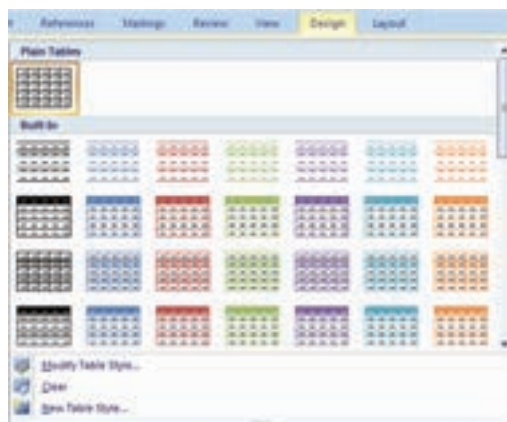 References Mailings Review View Design Layout
Plain Tables
Built-In
Modify Table Style...
Clear
New Table Style...